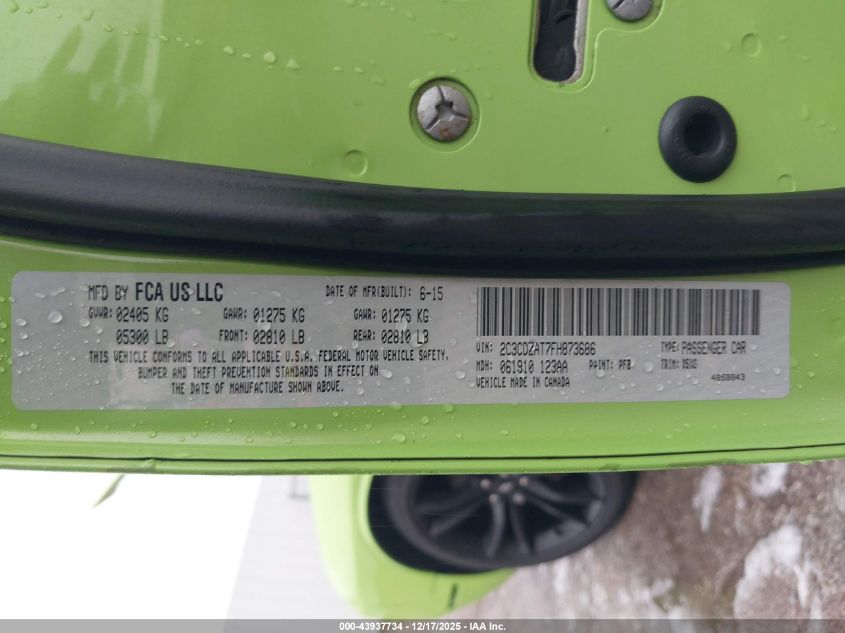 MFD BY FCA US LLC DATE OF MFR(BUILT): 6-15
GVWR: 02405 KG GAWR: 01275 KG GAWR: 01275 KG
05300 LB FRONT: 02810 LB REAR: 02810 LB
THIS VEHICLE CONFORMS TO ALL APPLICABLE U.S.A. FEDERAL MOTOR VEHICLE SAFETY,
BUMPER AND THEFT PREVENTION STANDARDS IN EFFECT ON
THE DATE OF MANUFACTURE SHOWN ABOVE.
VIN: 2C3CDZAT7FH873686 TYPE: PASSENGER CAR
MDH: 061910 123AA PAINT: PFB TRIM:
VEHICLE MADE IN CANADA
000-43937734 – 12/17/2025 – IAA Inc.